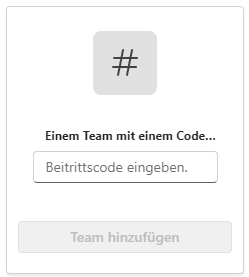 #
Einem Team mit einem Code...
Beitrittscode eingeben.
Team hinzufügen